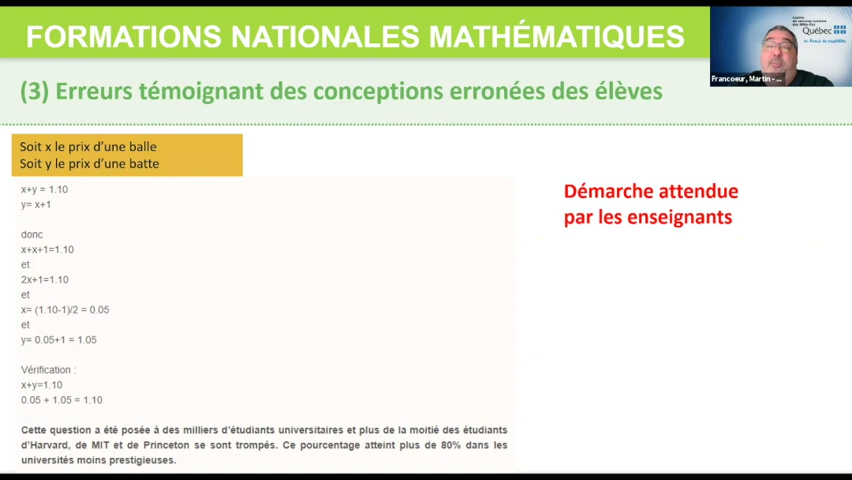 FORMATIONS NATIONALES MATHÉMATIQUES
Québec
Francoeur, Martin - ...
(3) Erreurs témoignant des conceptions erronées des élèves
Soit x le prix d’une balle
Soit y le prix d’une batte
x+y = 1.10
y= x+1
donc
x+x+1=1.10
et
2x+1=1.10
et
x= (1.10-1)/2 = 0.05
et
y= 0.05+1 = 1.05
Vérification :
x+y=1.10
0.05 + 1.05 = 1.10
Cette question a été posée à des milliers d’étudiants universitaires et plus de la moitié des étudiants
d’Harvard, de MIT et de Princeton se sont trompés. Ce pourcentage atteint plus de 80% dans les
universités moins prestigieuses.
Démarche attendue
par les enseignants